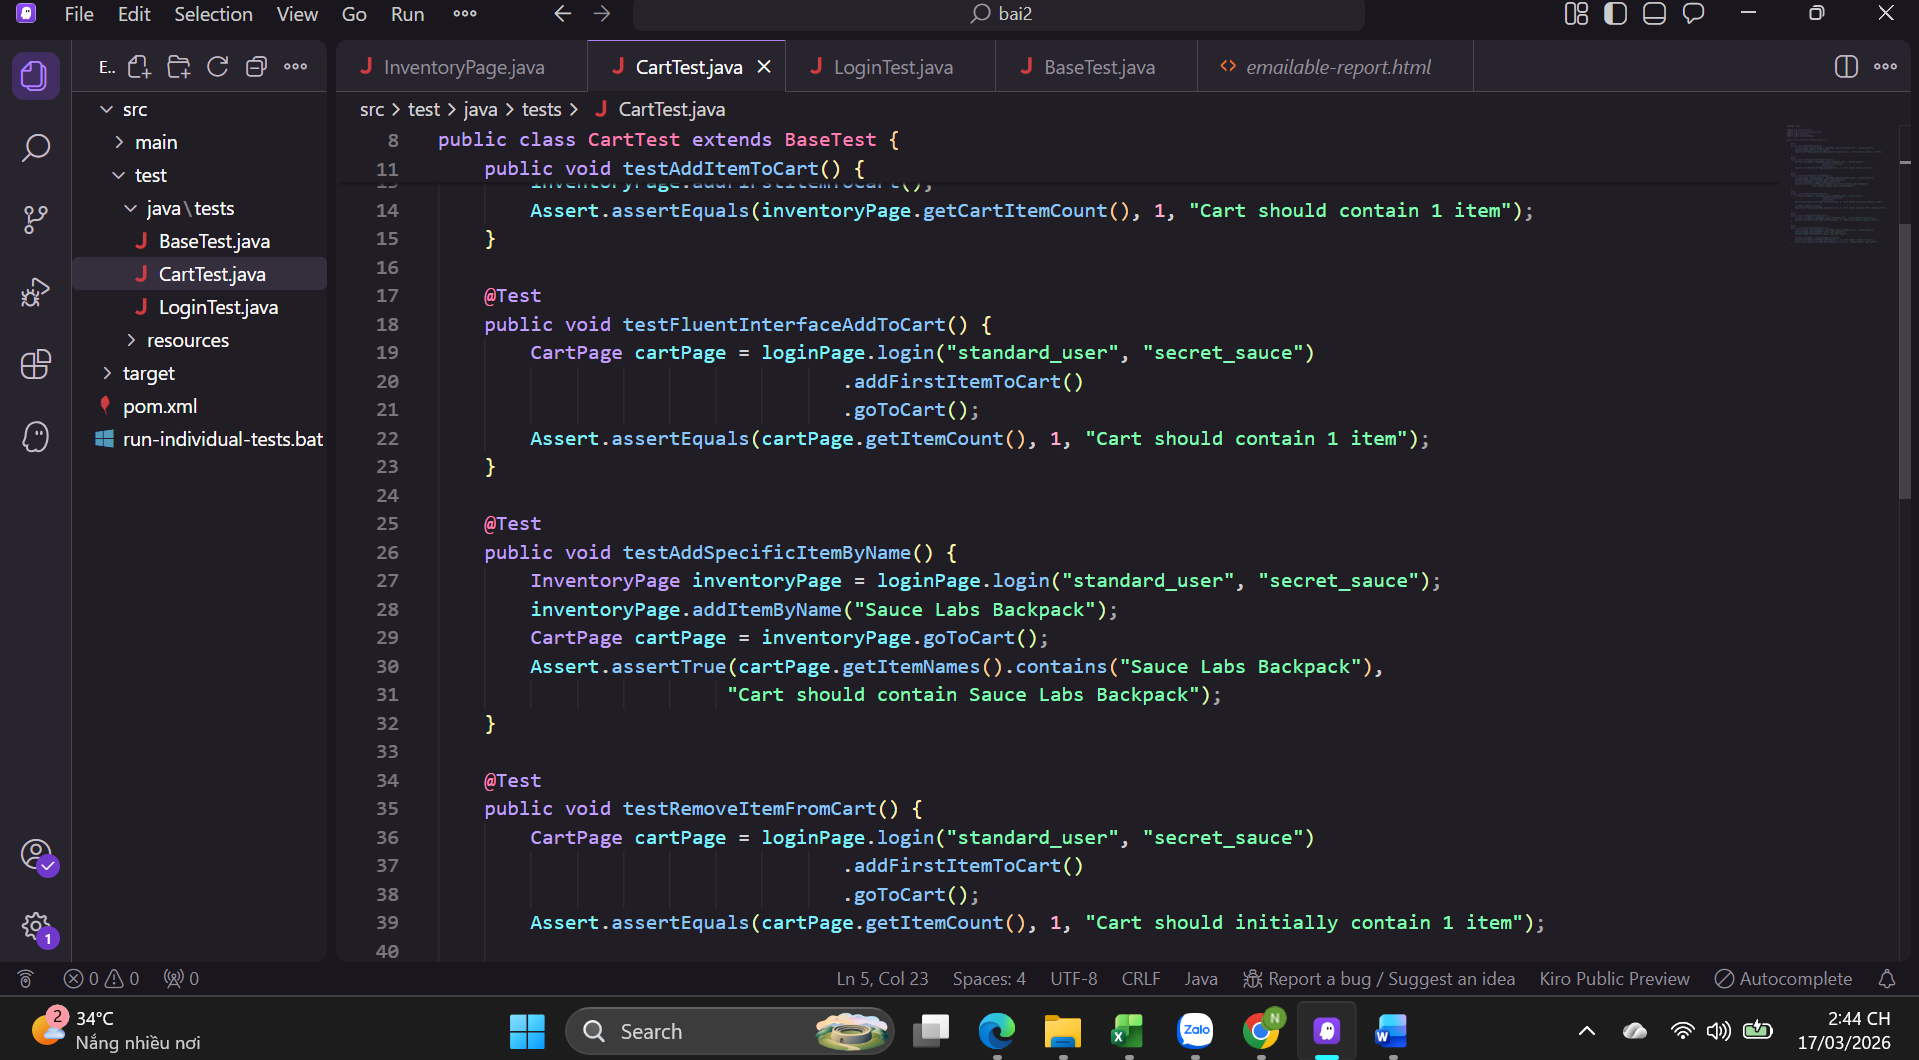 File Edit Selection View Go Run
bai2
E..
InventoryPage.java
CartTest.java
LoginTest.java
BaseTest.java
emailable-report.html
src
main
test
java\tests
BaseTest.java
CartTest.java
LoginTest.java
resources
target
pom.xml
run-individual-tests.bat
src > test > java > tests > CartTest.java
8 public class CartTest extends BaseTest {
11 public void testAddItemToCart() {
inventoryPage.addFirstItemToCart();
14 Assert.assertEquals(inventoryPage.getCartItemCount(), 1, "Cart should contain 1 item");
15 }
16
17 @Test
18 public void testFluentInterfaceAddToCart() {
19 CartPage cartPage = loginPage.login("standard_user", "secret_sauce")
20 .addFirstItemToCart()
21 .goToCart();
22 Assert.assertEquals(cartPage.getItemCount(), 1, "Cart should contain 1 item");
23 }
24
25 @Test
26 public void testAddSpecificItemByName() {
27 InventoryPage inventoryPage = loginPage.login("standard_user", "secret_sauce");
28 inventoryPage.addItemByName("Sauce Labs Backpack");
29 CartPage cartPage = inventoryPage.goToCart();
30 Assert.assertTrue(cartPage.getItemNames().contains("Sauce Labs Backpack"),
31 "Cart should contain Sauce Labs Backpack");
32 }
33
34 @Test
35 public void testRemoveItemFromCart() {
36 CartPage cartPage = loginPage.login("standard_user", "secret_sauce")
37 .addFirstItemToCart()
38 .goToCart();
39 Assert.assertEquals(cartPage.getItemCount(), 1, "Cart should initially contain 1 item");
40
1
0 0 0
Ln 5, Col 23 Spaces: 4 UTF-8 CRLF Java Report a bug / Suggest an idea Kiro Public Preview Autocomplete
2
34°C
Nắng nhiều nơi
Search
Zalo
N
2:44 CH
17/03/2026